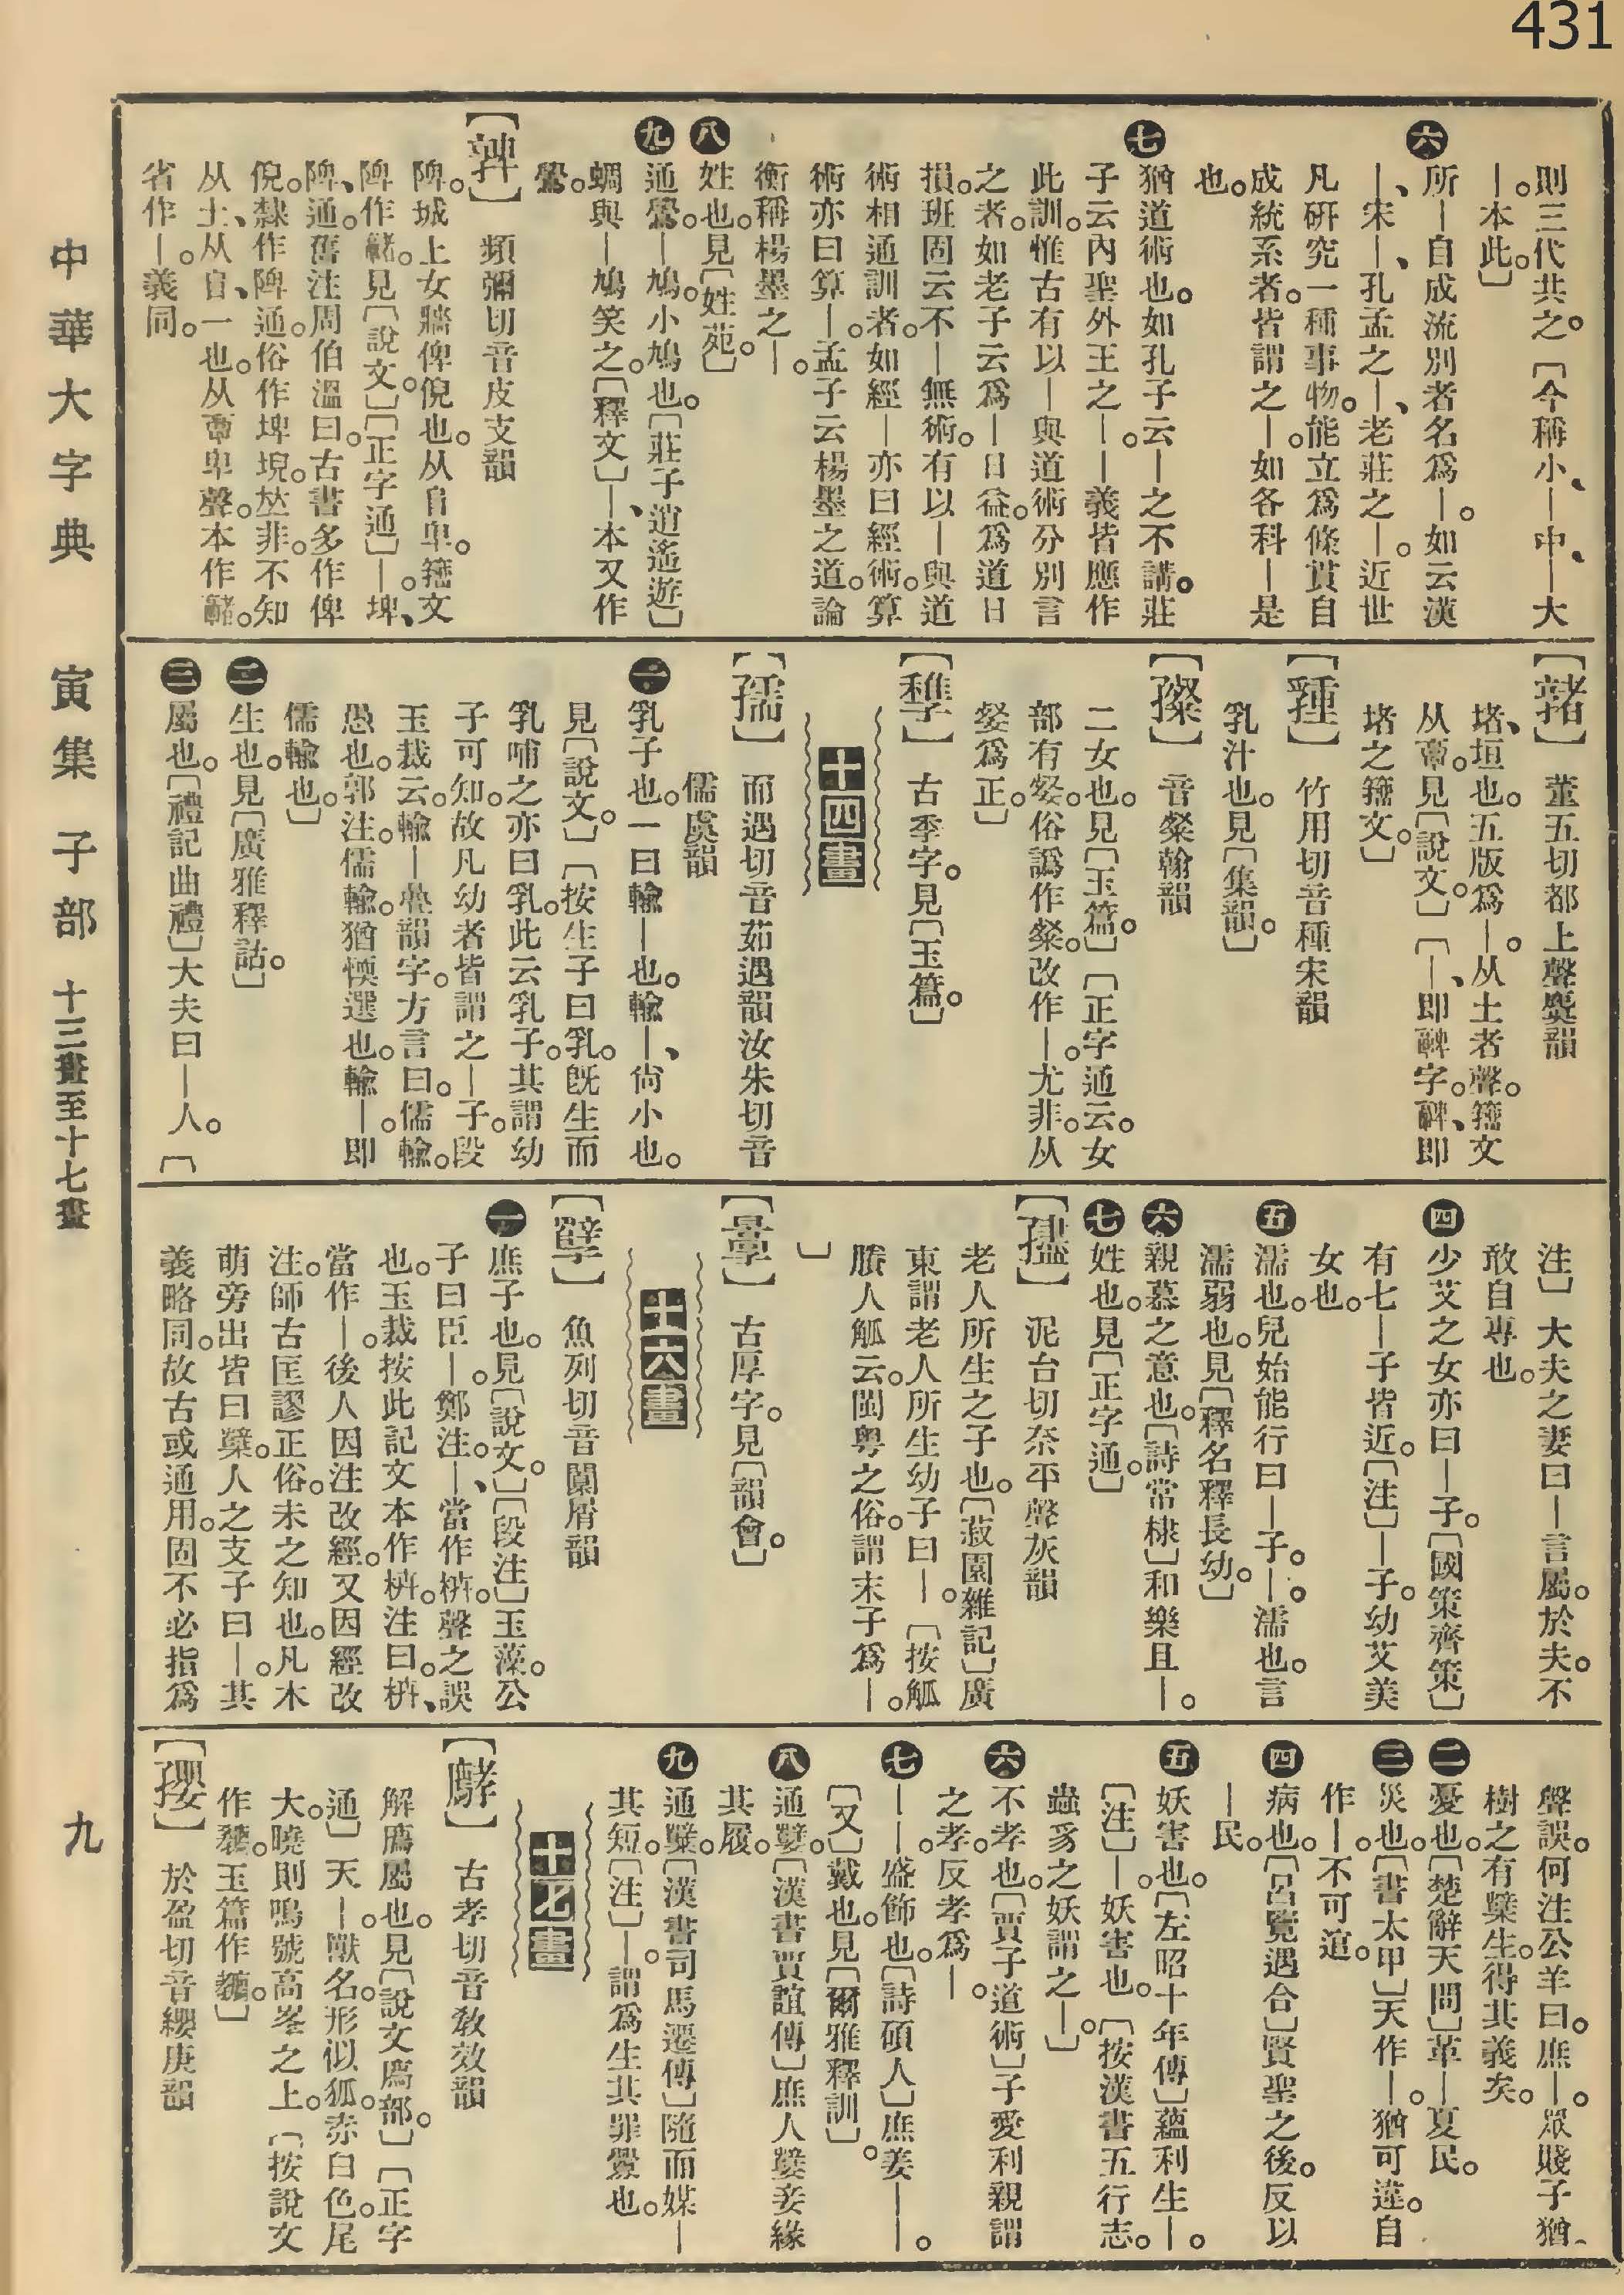 431
則三代共之。〔今稱小｜、中｜、大
｜。本此。〕
六 所｜自成流別者名爲｜。如云漢
｜、宋｜、孔孟之｜、老莊之｜。近世
凡研究一種事物。能立爲條貫自
成統系者。皆謂之｜。如各科｜是
也。
七 猶道術也。如孔子云｜之不講。莊
子云內聖外王之｜。｜義皆應作
此訓。惟古有以｜與道術分別言
之者。如老子云爲｜日益。爲道日
損。班固云不｜無術。有以｜與道
術相通訓者。如經｜亦曰經術。算
術亦曰算｜。孟子云楊墨之道。論
衡稱楊墨之｜。
八 姓也。見〔姓苑。〕
九 通鷽。｜鳩。小鳩也。〔莊子逍遙遊〕
蜩與｜鳩笑之。〔釋文〕｜、本又作
鷽。
頻彌切音皮支韻
陴。城上女牆俾倪也。从𨸏卑。籒文
陴作𩫫。見〔說文。〕〔正字通〕｜。埤、
陴、通。舊注周伯溫曰。古書多作俾
倪。隸作陴。通。俗作埤堄。𠀤非。不知
从土、从𨸏、一也。从𩫖卑聲。本作
省作｜。義同。
董五切都上聲麌韻
堵、垣也。五版爲｜。从土者聲。籒文
从𩫖。見〔說文。〕〔｜、即字。即
堵之籒文。〕
竹用切音種宋韻
乳汁也。見〔集韻。〕
音粲翰韻
二女也。見〔玉篇。〕〔正字通云。女
部有㛑。俗譌作粲。改作｜。尤非。从
㛑爲正。〕
古季字。見〔玉篇。〕
十四畫
〔孺〕 而遇切音茹遇韻汝朱切音
儒虞韻
一 乳子也。一曰輸｜也。輸｜、尙小也。
見〔說文。〕〔按生子曰乳。旣生而
乳哺之亦曰乳。此云乳子。其謂幼
子可知。故凡幼者皆謂之｜子。段
玉裁云。輸｜疊韻字。方言曰。儒輸。
愚也。郭注。儒輸。猶愞選也。輸｜即
儒輸也。〕
二 生也。見〔廣雅釋詁。〕
三 屬也。〔禮記曲禮〕大夫曰｜人。〔
注〕大夫之妻曰｜言屬。於夫。不
敢自專也。
四 少艾之女亦曰｜子。〔國策齊策〕
有七｜子皆近。〔注〕｜子。幼艾美
女也。
五 濡也。兒始能行曰｜子。｜。濡也。言
濡弱也。見〔釋名釋長幼。〕
六 親慕之意也。〔詩常棣〕和樂且｜。
七 姓也。見〔正字通。〕
泥台切奈平聲灰韻
老人所生之子也。〔菽園雜記〕廣
東謂老人所生幼子曰｜。〔按觚
賸人觚云。閩粤之俗。謂末子爲｜。
〕
古厚字。見〔韻會。〕
十六畫
〔孼〕 魚列切音闑屑韻
一 庶子也。見〔說文。〕〔段注〕玉藻。公
子曰臣｜。鄭注。｜、當作枿。聲之誤
也。玉裁按此記文本作枿。注曰。枿、
當作｜。後人因注改經。又因經改
注。師古匡謬正俗。未之知也。凡木
萌旁出皆曰櫱。人之支子曰｜。其
義略同。故古或通用。固不必指爲
聲誤。何注公羊曰。庶｜。眾賤子猶
樹之有櫱生。得其義矣。
二 憂也。〔楚辭天問〕革｜夏民。
三 災也。〔書太甲〕天作｜。猶可違。自
作｜。不可逭。
四 病也。〔呂覽遇合〕賢聖之後。反以
｜民。
五 妖害也。〔左昭十年傳〕蘊利生｜。
〔注〕｜。妖害也。〔按漢書五行志。
蟲豸之妖謂之｜。〕
六 不孝也。〔賈子道術〕子愛利親謂
之孝。反孝爲｜。
七 ｜｜。盛飾也。〔詩碩人〕庶姜｜｜。
〔又〕戴也。見〔爾雅釋訓〕。
八 通嬖。〔漢書賈誼傳〕庶人嬖妾緣
其履。
九 通櫱。〔漢書司馬遷傳〕隨而媒｜
其短。〔注〕｜。謂爲生其罪釁也。
十七畫
古孝切音敎效韻
解廌屬也。見〔說文廌部。〕〔正字
通〕天｜。獸名。形似狐。赤白色。尾
大。曉則鳴號高峯之上。〔按說文
作。玉篇作。〕
〔孾〕 於盈切音纓庚韻
中華大字典 寅集 子部 十三畫至十七畫
九